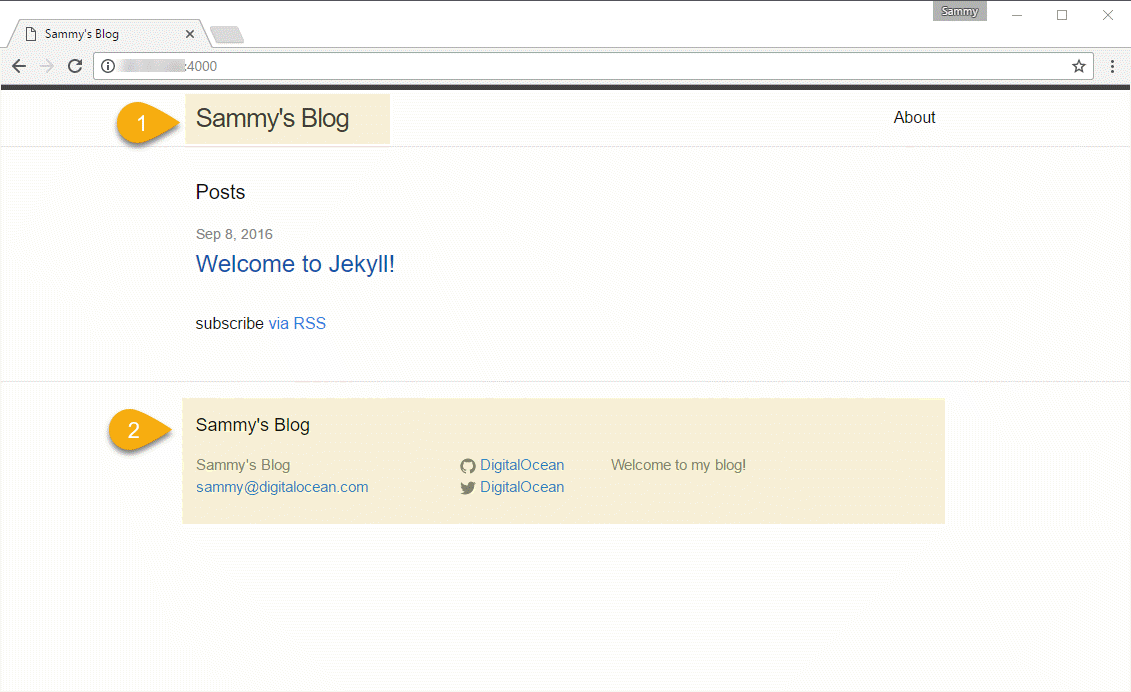 Sammy
Sammy's Blog
:4000
1
Sammy's Blog
About
Posts
Sep 8, 2016
Welcome to Jekyll!
subscribe via RSS
2
Sammy's Blog
Sammy's Blog
DigitalOcean
Welcome to my blog!
sammy@digitalocean.com
DigitalOcean